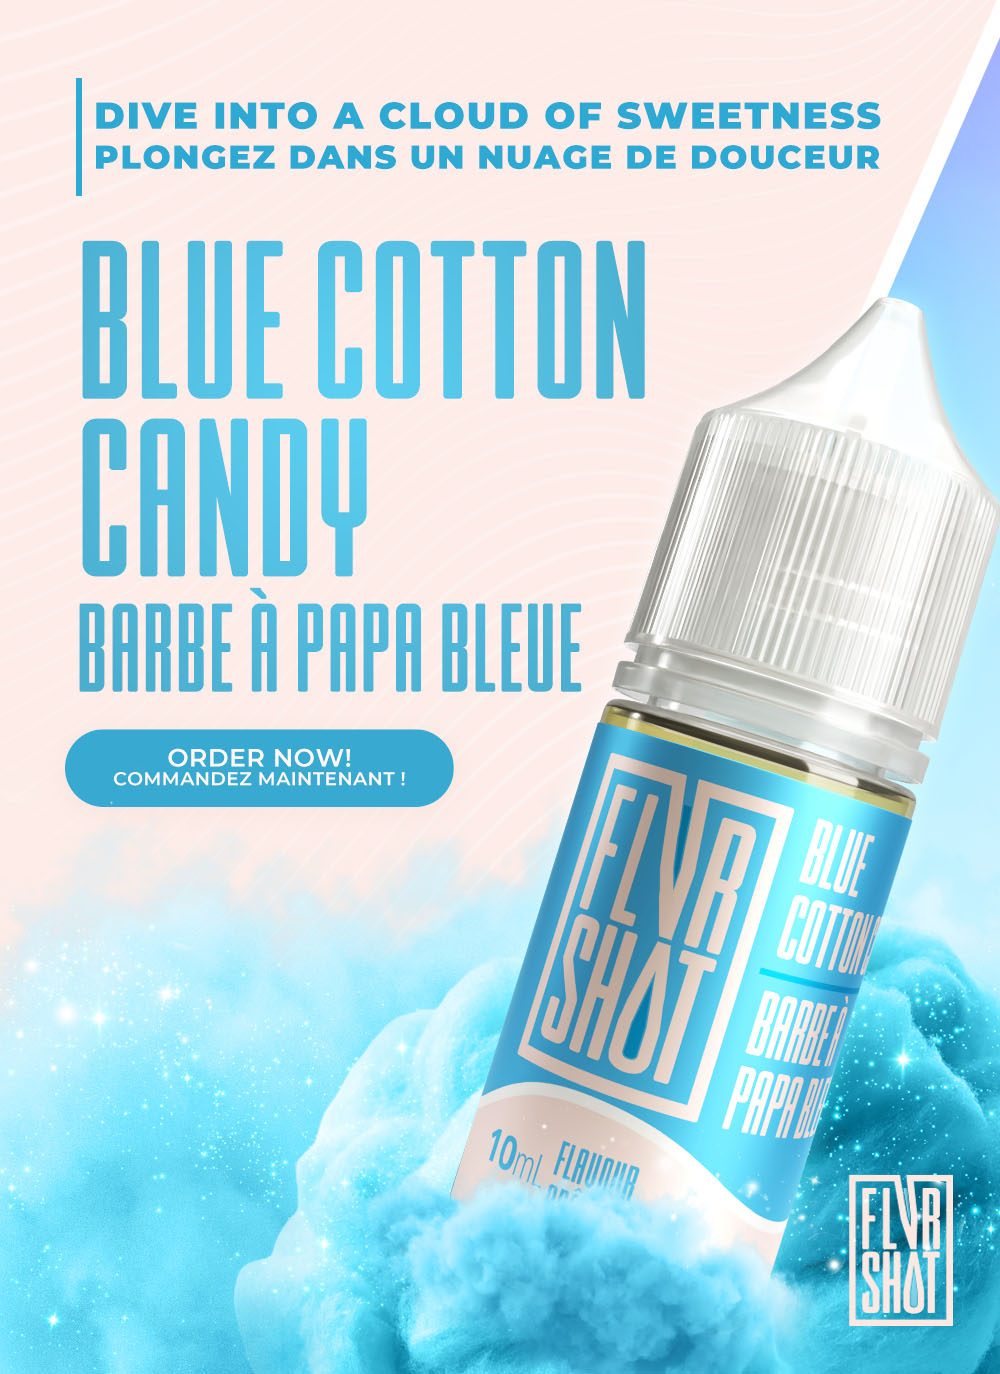 DIVE INTO A CLOUD OF SWEETNESS
PLONGEZ DANS UN NUAGE DE DOUCEUR
BLUE COTTON
CANDY
BARBE À PAPA BLEUE
ORDER NOW!
COMMANDEZ MAINTENANT !
FLVR
SHOT
BLUE
COTTON
BARBE À
PAPA
10mL
FLAVOUR
FLVR
SHOT